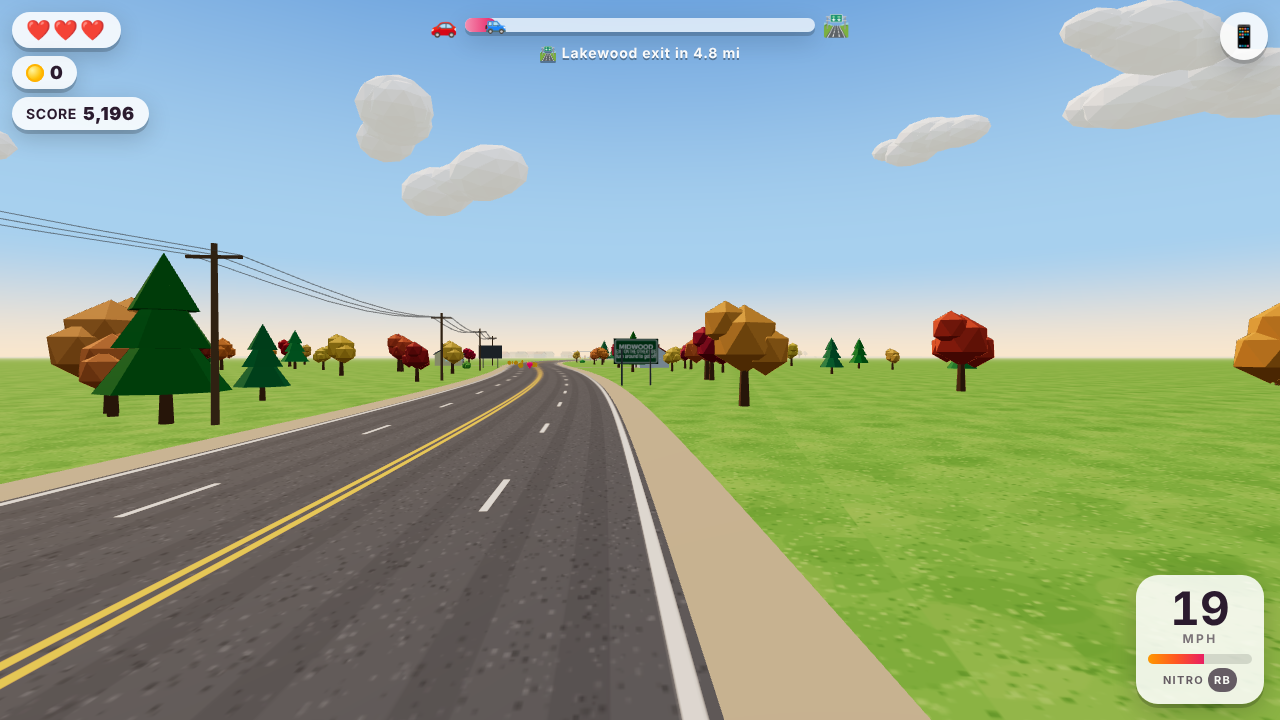 Lakewood exit in 4.8 mi
0
SCORE 5,196
MIDWOOD
19
MPH
NITRO RB